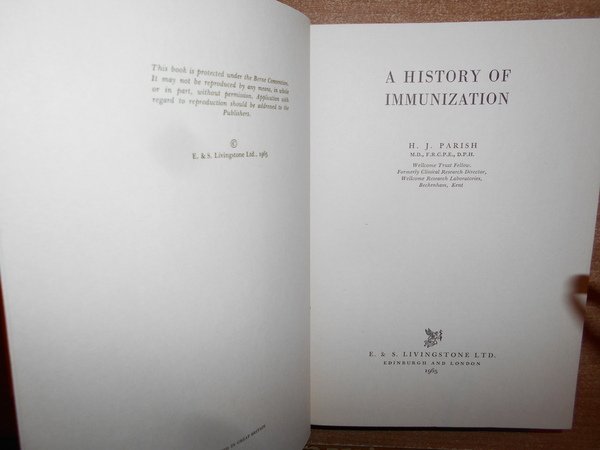 This book is protected under the Berne Convention.
It may not be reproduced by any means, in whole
or in part, without permission. Application with
regard to reproduction should be addressed to the
Publishers.
©
E. & S. Livingstone Ltd., 1965
IN GREAT BRITAIN
A HISTORY OF
IMMUNIZATION
H. J. PARISH
M.D., F.R.C.P.E., D.P.H.
Wellcome Trust Fellow.
Formerly Clinical Research Director,
Wellcome Research Laboratories,
Beckenham, Kent
E. & S. LIVINGSTONE LTD.
EDINBURGH AND LONDON
1965